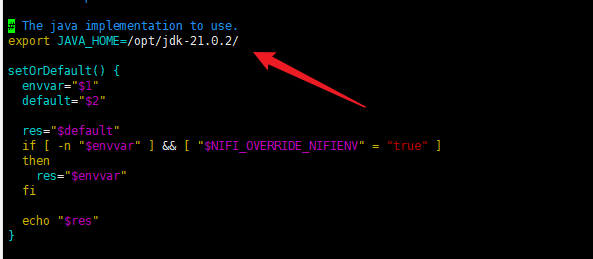 # The java implementation to use.
export JAVA_HOME=/opt/jdk-21.0.2/
setOrDefault() {
envvar="$1"
default="$2"
res="$default"
if [ -n "$envvar" ] && [ "$NIFI_OVERRIDE_NIFIENV" = "true" ]
then
res="$envvar"
fi
echo "$res"
}